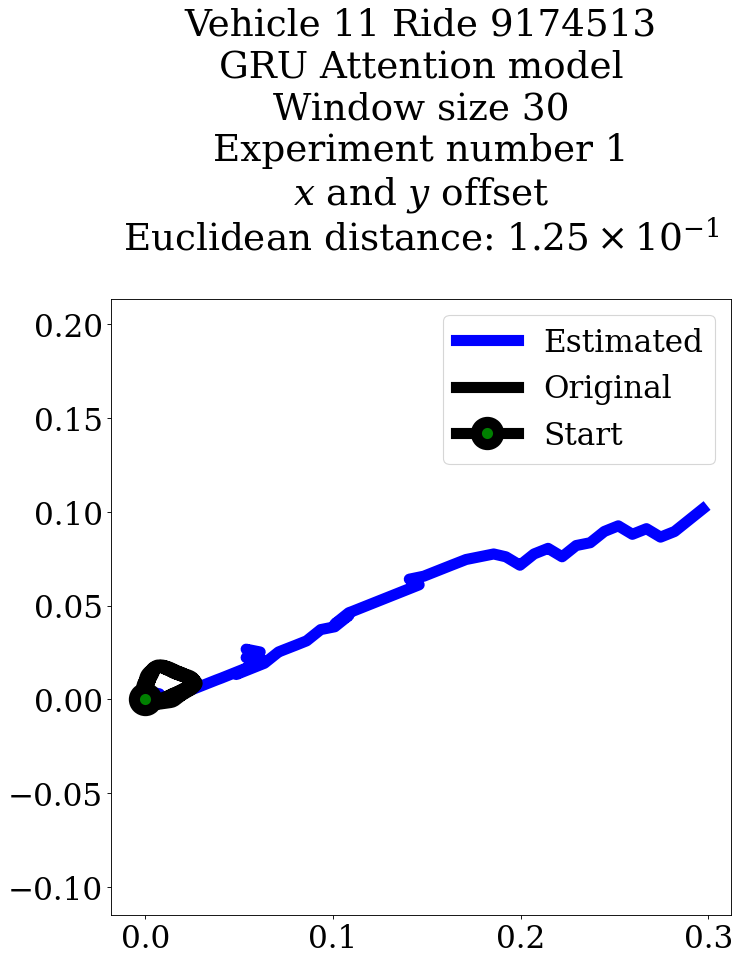 Vehicle 11 Ride 9174513
GRU Attention model
Window size 30
Experiment number 1
x and y offset
Euclidean distance: 1.25 × 10⁻¹
Estimated
Original
Start
0.20
0.15
0.10
0.05
0.00
−0.05
−0.10
0.0 0.1 0.2 0.3